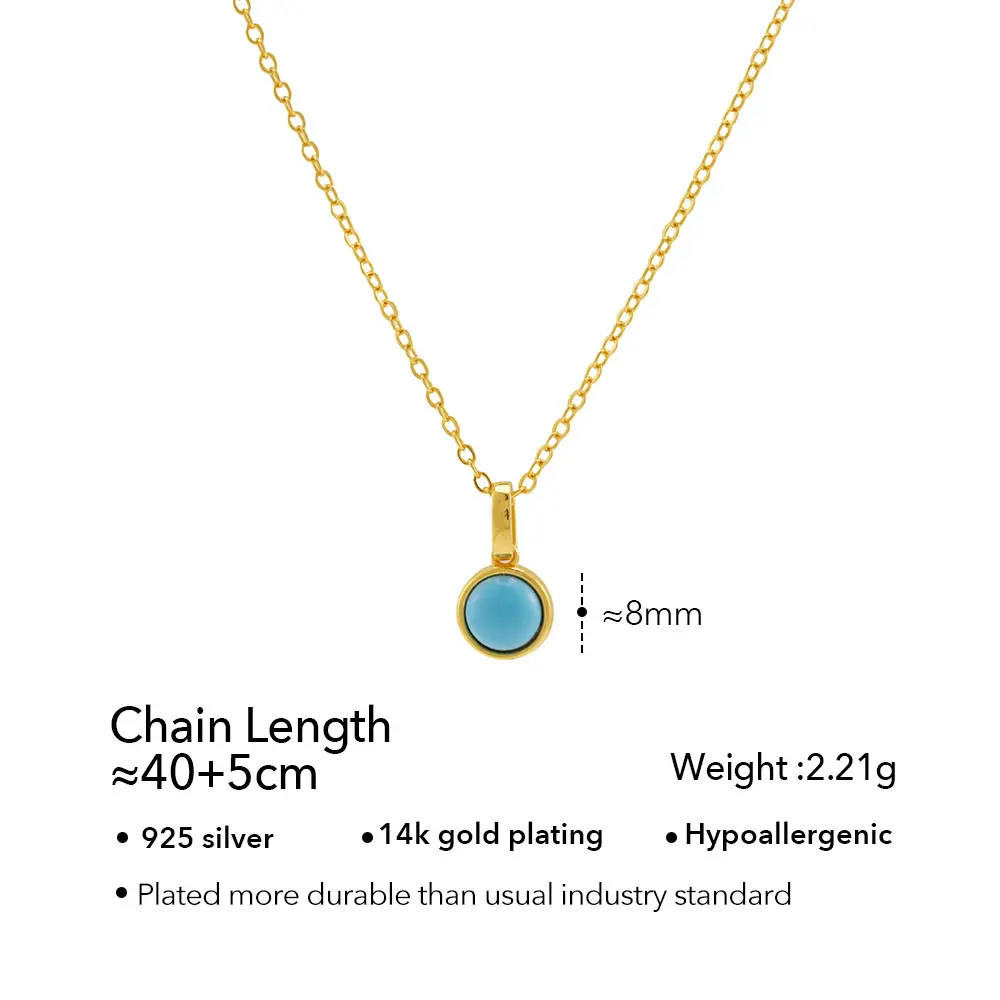 ≈8mm
Chain Length
≈40+5cm
Weight :2.21g
• 925 silver
• 14k gold plating
• Hypoallergenic
• Plated more durable than usual industry standard